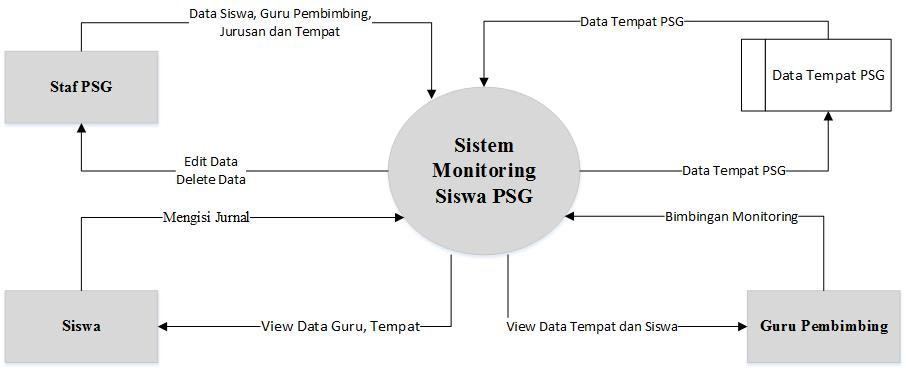 Data Siswa, Guru Pembimbing,
Jurusan dan Tempat
Data Tempat PSG
Staf PSG
Data Tempat PSG
Sistem
Monitoring
Siswa PSG
Edit Data
Delete Data
Data Tempat PSG
Mengisi Jurnal
Bimbingan Monitoring
Siswa
View Data Guru, Tempat
View Data Tempat dan Siswa
Guru Pembimbing